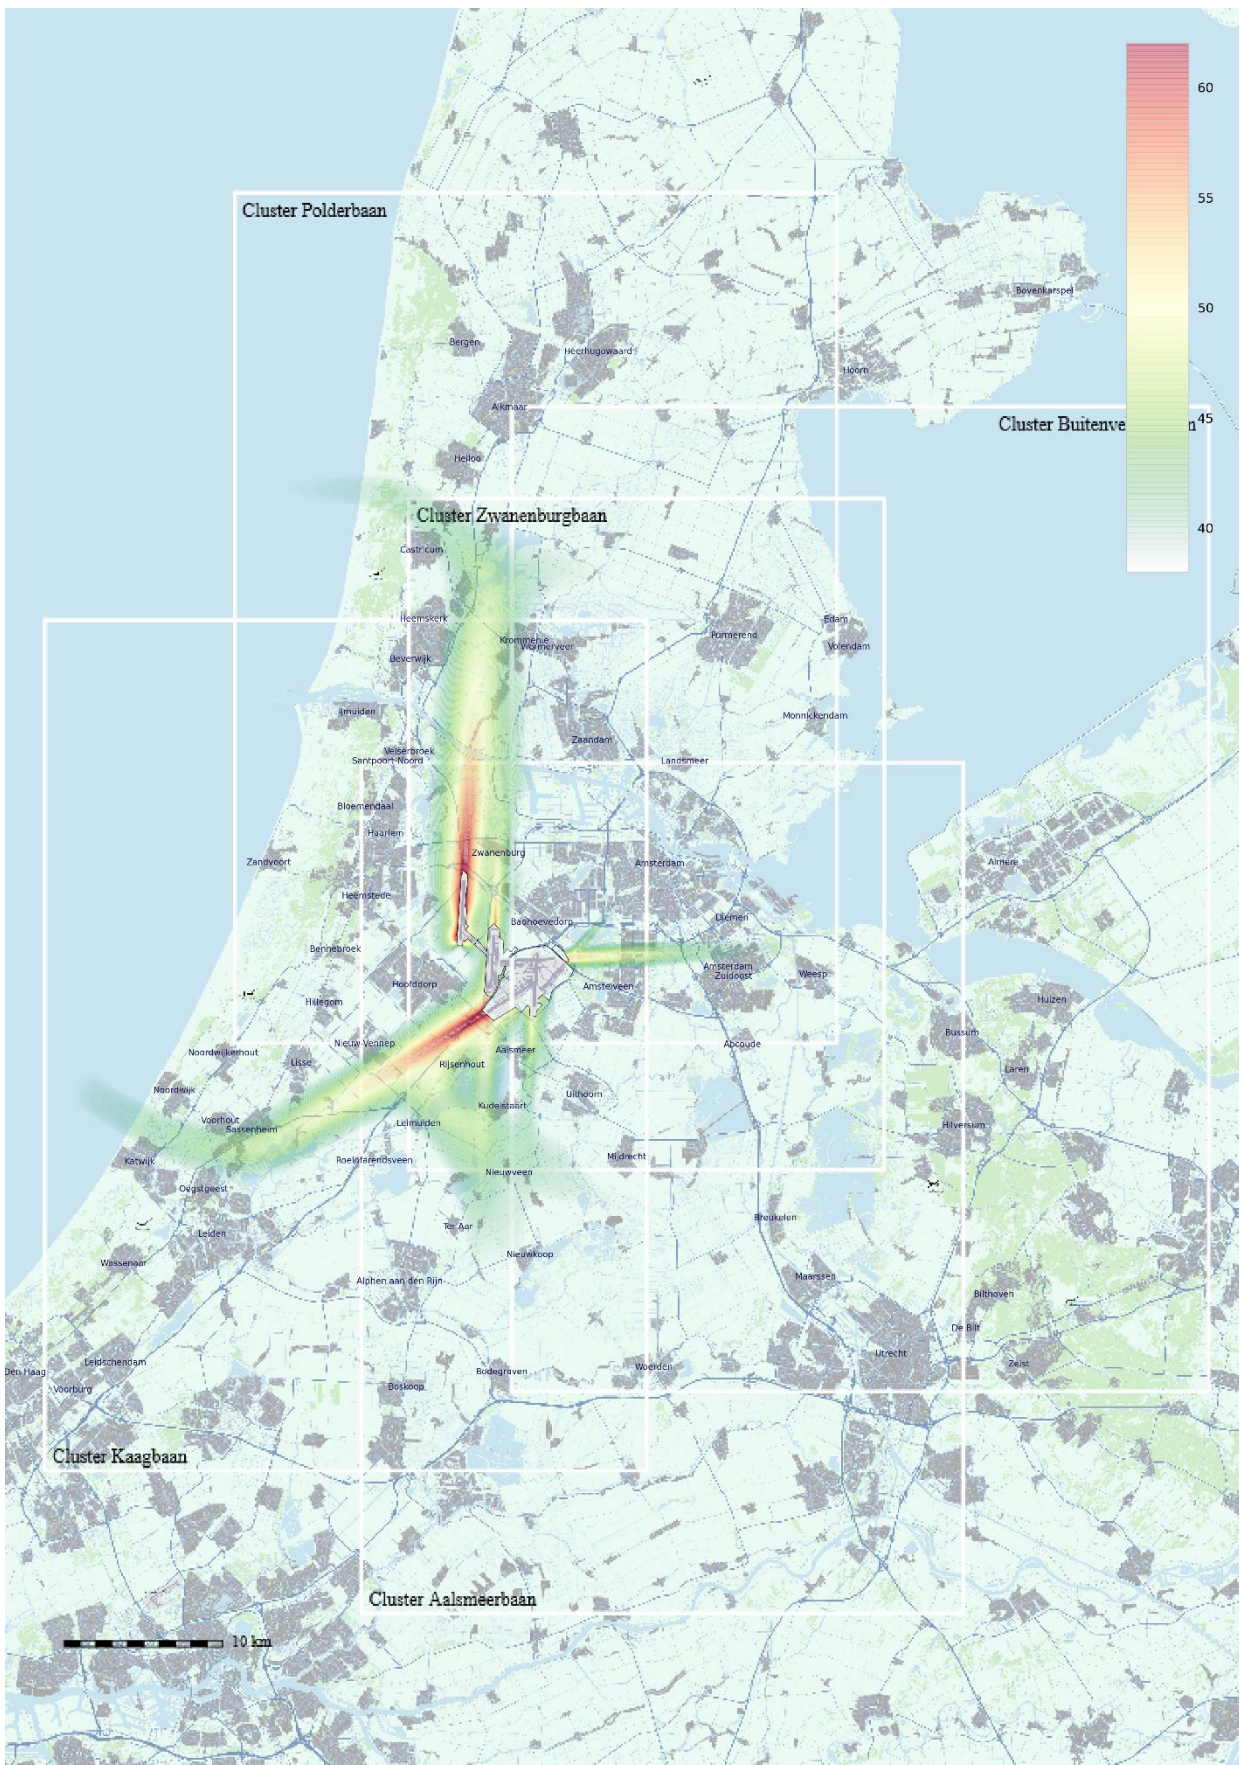 60
Cluster Polderbaan
55
Bovenkarspel
50
Bergen
Heerhugowaard
Hoorn
Alkmaar
45
Heiloo
Cluster Zwanenburgbaan
40
Castricum
Heemskerk
Krommenie
Wormerveer
Purmerend
Edam
Volendam
Beverwijk
IJmuiden
Monnickendam
Zaandam
Velserbroek
Santpoort-Noord
Landsmeer
Bloemendaal
Haarlem
Zwanenburg
Zandvoort
Amsterdam
Almere
Heemstede
Diemen
Badhoevedorp
Bennebroek
Amsterdam
Zuidoost
Weesp
Hoofddorp
Amstelveen
Hillegom
Huizen
Bussum
Nieuw-Vennep
Aalsmeer
Abcoude
Noordwijkerhout
Lisse
Rijsenhout
Laren
Noordwijk
Uithoorn
Kudelstaart
Voorhout
Sassenheim
Leimuiden
Hilversum
Katwijk
Roelofarendsveen
Mijdrecht
Nieuwveen
Oegstgeest
Leiden
Ter Aar
Breukelen
Nieuwkoop
Wassenaar
Alphen aan den Rijn
Maarssen
Bilthoven
De Bilt
Utrecht
Zeist
Den Haag
Leidschendam
Voorburg
Bodegraven
Woerden
Boskoop
Cluster Kaagbaan
Cluster Aalsmeerbaan
10 km